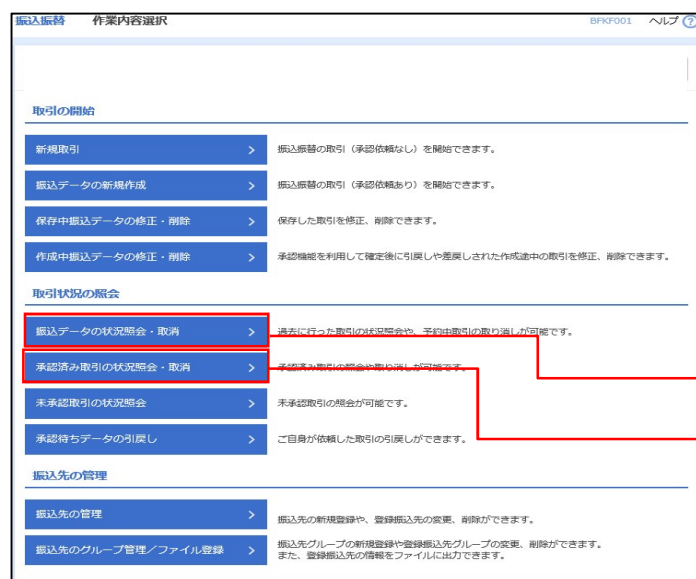 振込振替 作業内容選択 BFKF001 ヘルプ ?
取引の開始
新規取引 > 振込振替の取引（承認依頼なし）を開始できます。
振込データの新規作成 > 振込振替の取引（承認依頼あり）を開始できます。
保存中振込データの修正・削除 > 保存した取引を修正、削除できます。
作成中振込データの修正・削除 > 承認機能を利用して確定後に引戻しや差戻しされた作成途中の取引を修正、削除できます。
取引状況の照会
振込データの状況照会・取消 > 過去に行った取引の状況照会や、予約中取引の取り消しが可能です。
承認済み取引の状況照会・取消 > 承認済み取引の照会や取り消しが可能です。
未承認取引の状況照会 > 未承認取引の照会が可能です。
承認待ちデータの引戻し > ご自身が依頼した取引の引戻しができます。
振込先の管理
振込先の管理 > 振込先の新規登録や、登録振込先の変更、削除ができます。
振込先のグループ管理／ファイル登録 > 振込先グループの新規登録や登録振込先グループの変更、削除ができます。
また、登録振込先の情報をファイルに出力できます。